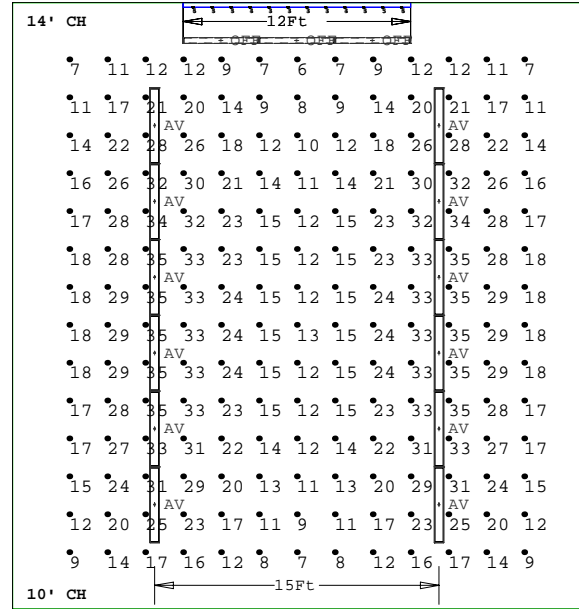 14' CH
12Ft
OFF OFF OFF
7 11 12 12 9 7 6 7 9 12 12 11 7
11 17 21 20 14 9 8 9 14 20 21 17 11
AV AV
14 22 28 26 18 12 10 12 18 26 28 22 14
16 26 32 30 21 14 11 14 21 30 32 26 16
AV AV
17 28 34 32 23 15 12 15 23 32 34 28 17
18 28 35 33 23 15 12 15 23 33 35 28 18
AV AV
18 29 35 33 24 15 12 15 24 33 35 29 18
18 29 35 33 24 15 13 15 24 33 35 29 18
AV AV
18 29 35 33 24 15 12 15 24 33 35 29 18
17 28 35 33 23 15 12 15 23 33 35 28 17
AV AV
17 27 33 31 22 14 12 14 22 31 33 27 17
15 24 31 29 20 13 11 13 20 29 31 24 15
AV AV
12 20 25 23 17 11 9 11 17 23 25 20 12
9 14 17 16 12 8 7 8 12 16 17 14 9
15Ft
10' CH